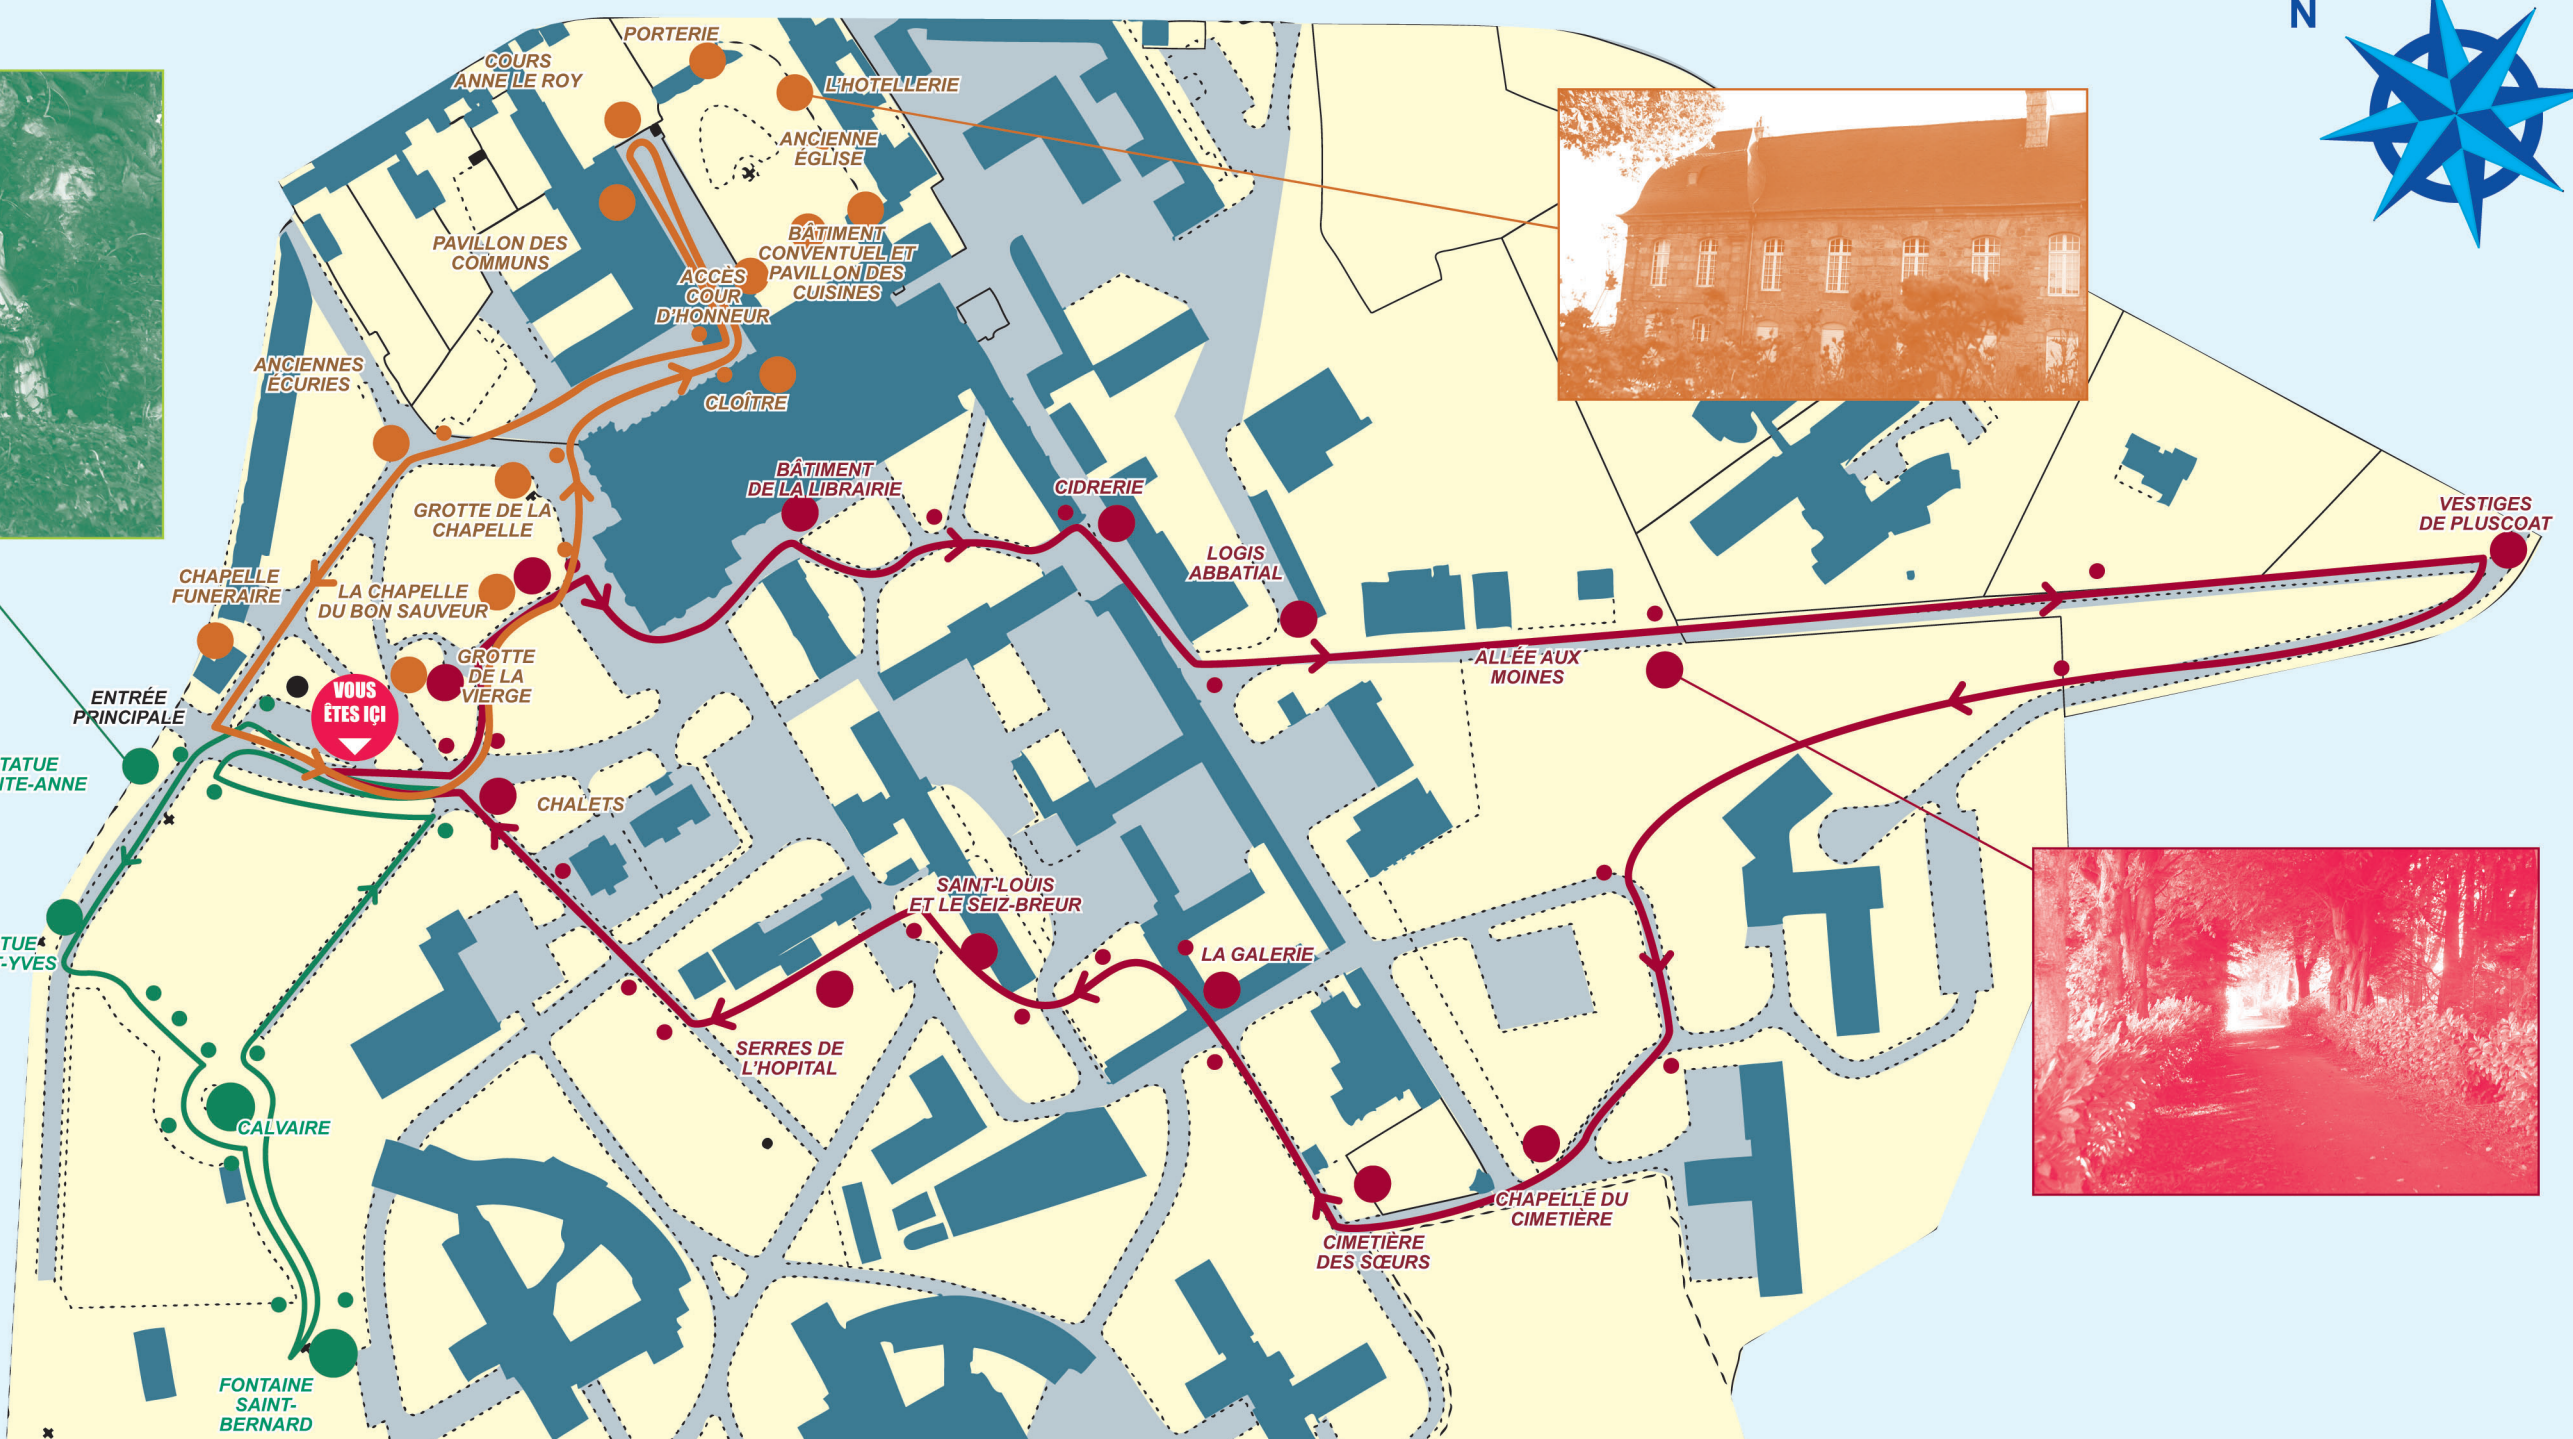 N
PORTERIE
COURS
ANNE LE ROY
L'HOTELLERIE
ANCIENNE
ÉGLISE
PAVILLON DES
COMMUNS
BÂTIMENT
CONVENTUEL ET
PAVILLON DES
CUISINES
ACCÈS
COUR
D'HONNEUR
ANCIENNES
ÉCURIES
CLOÎTRE
BÂTIMENT
DE LA LIBRAIRIE
CIDRERIE
GROTTE DE LA
CHAPELLE
VESTIGES
DE PLUSCOAT
LOGIS
ABBATIAL
CHAPELLE
FUNERAIRE
LA CHAPELLE
DU BON SAUVEUR
GROTTE
DE LA
VIERGE
ALLÉE AUX
MOINES
ENTRÉE
PRINCIPALE
VOUS
ÊTES IÇI
TATUE
TE-ANNE
CHALETS
SAINT-LOUIS
ET LE SEIZ-BREUR
TUE
-YVES
LA GALERIE
SERRES DE
L'HOPITAL
CALVAIRE
CHAPELLE DU
CIMETIÈRE
CIMETIÈRE
DES SŒURS
FONTAINE
SAINT-
BERNARD